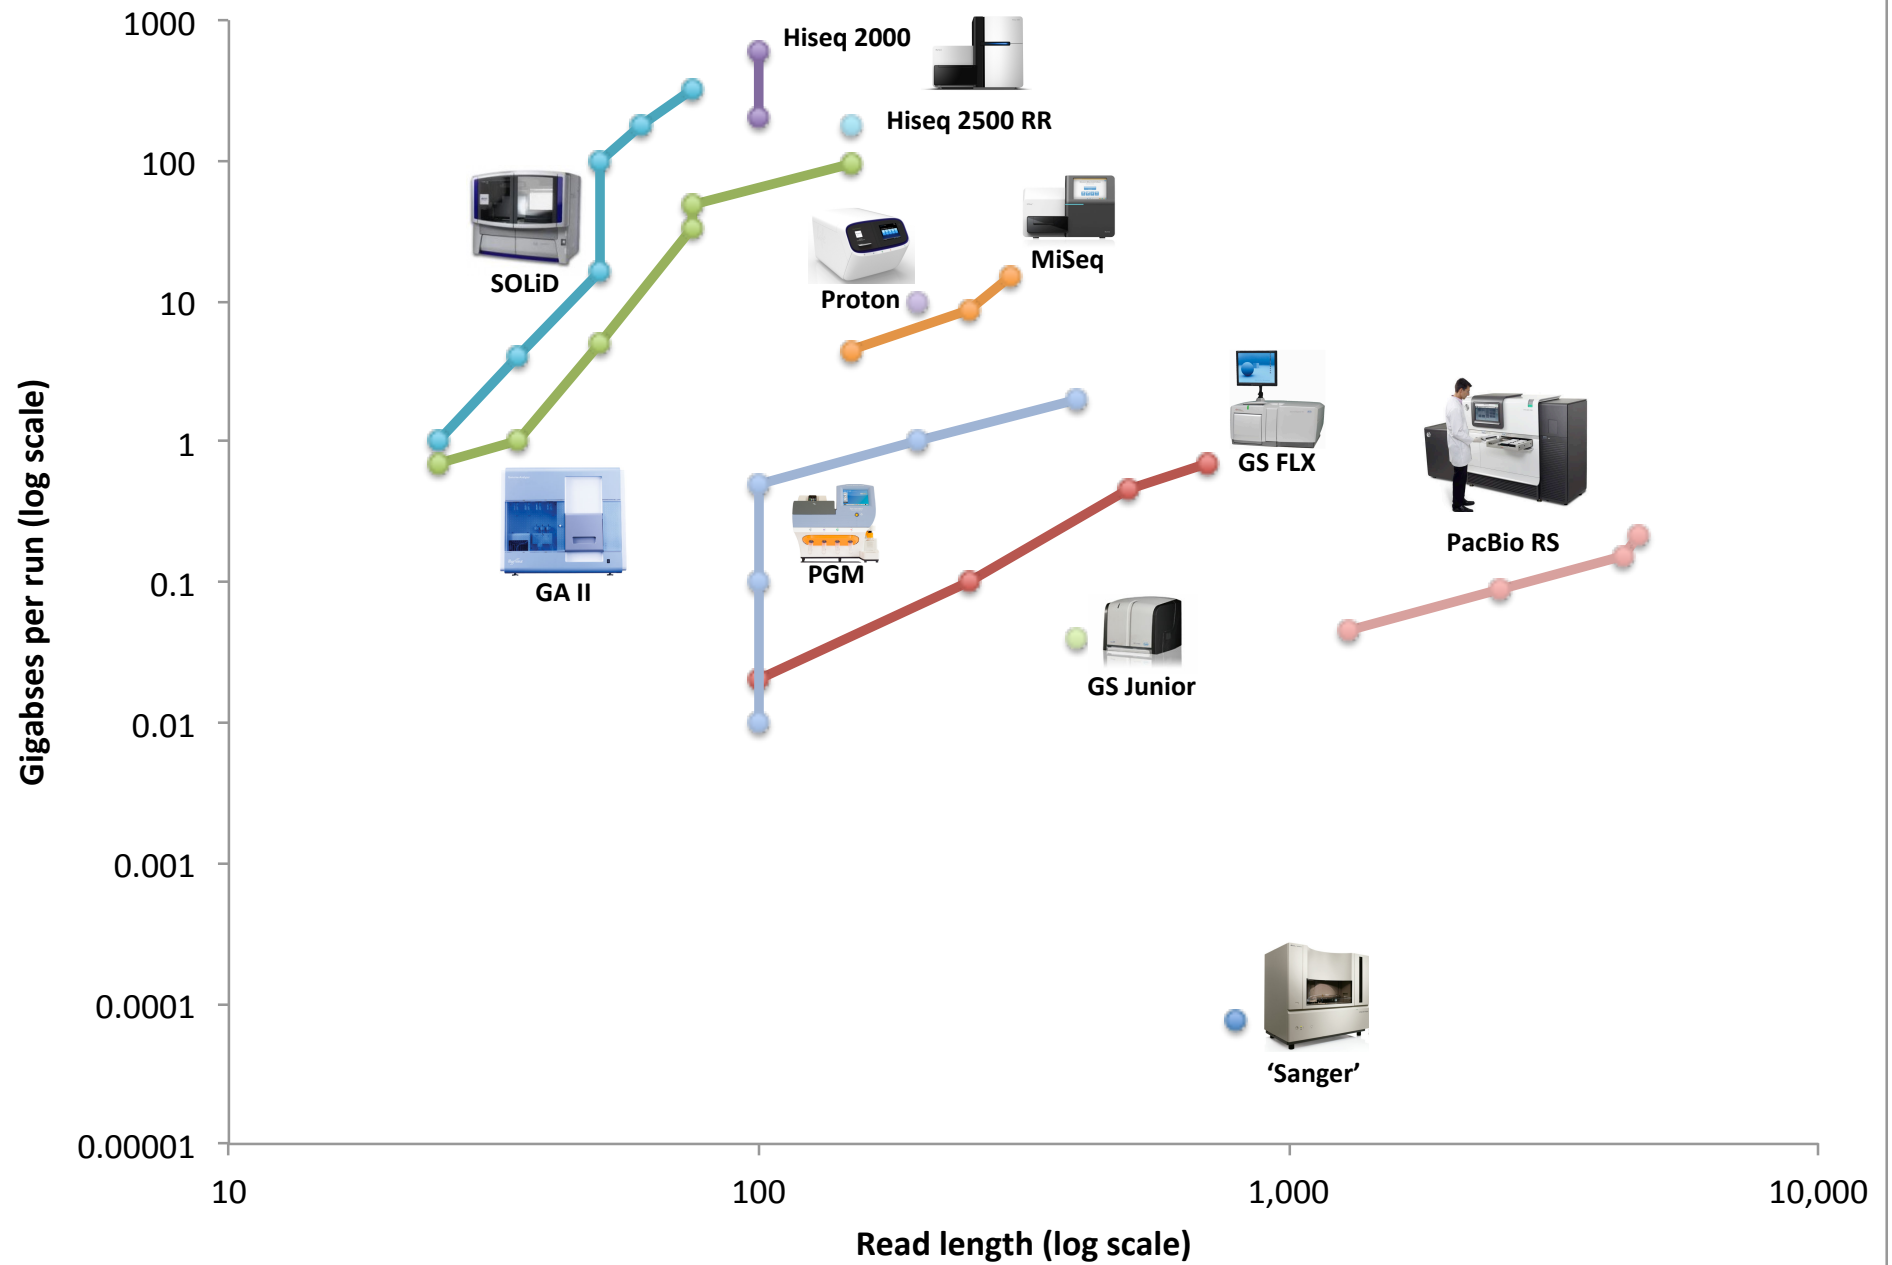 1000
100
10
1
0.1
0.01
0.001
0.0001
0.00001
Gigabses per run (log scale)
Hiseq 2000
Hiseq 2500 RR
SOLiD
MiSeq
Proton
GS FLX
PacBio RS
GA II
PGM
GS Junior
‘Sanger’
10
100
1,000
10,000
Read length (log scale)